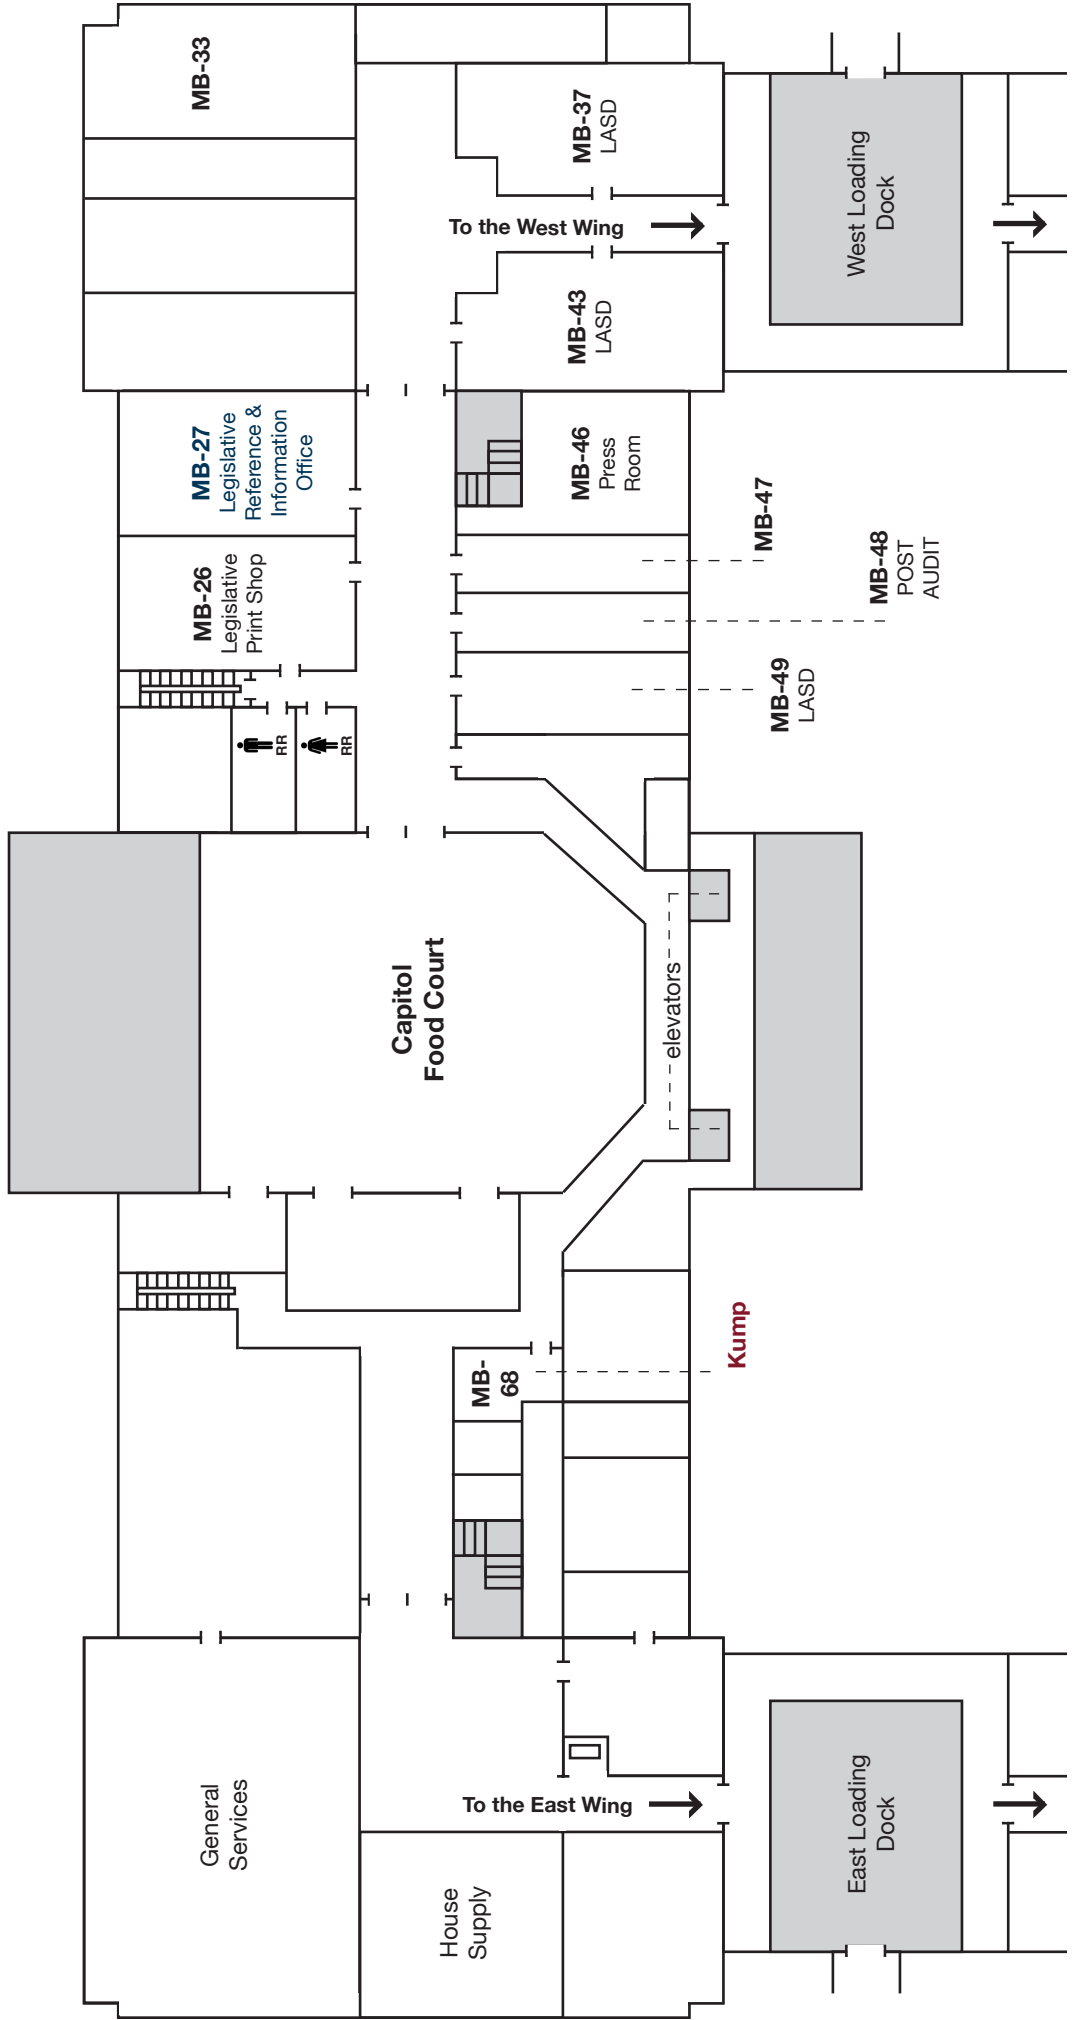 MB-33
MB-37
LASD
West Loading
Dock
To the West Wing
MB-43
LASD
MB-27
Legislative
Reference &
Information
Office
MB-46
Press
Room
MB-47
MB-48
POST
AUDIT
MB-26
Legislative
Print Shop
MB-49
LASD
RR
RR
Capitol
Food Court
elevators
MB-
68
Kump
General
Services
To the East Wing
East Loading
Dock
House
Supply